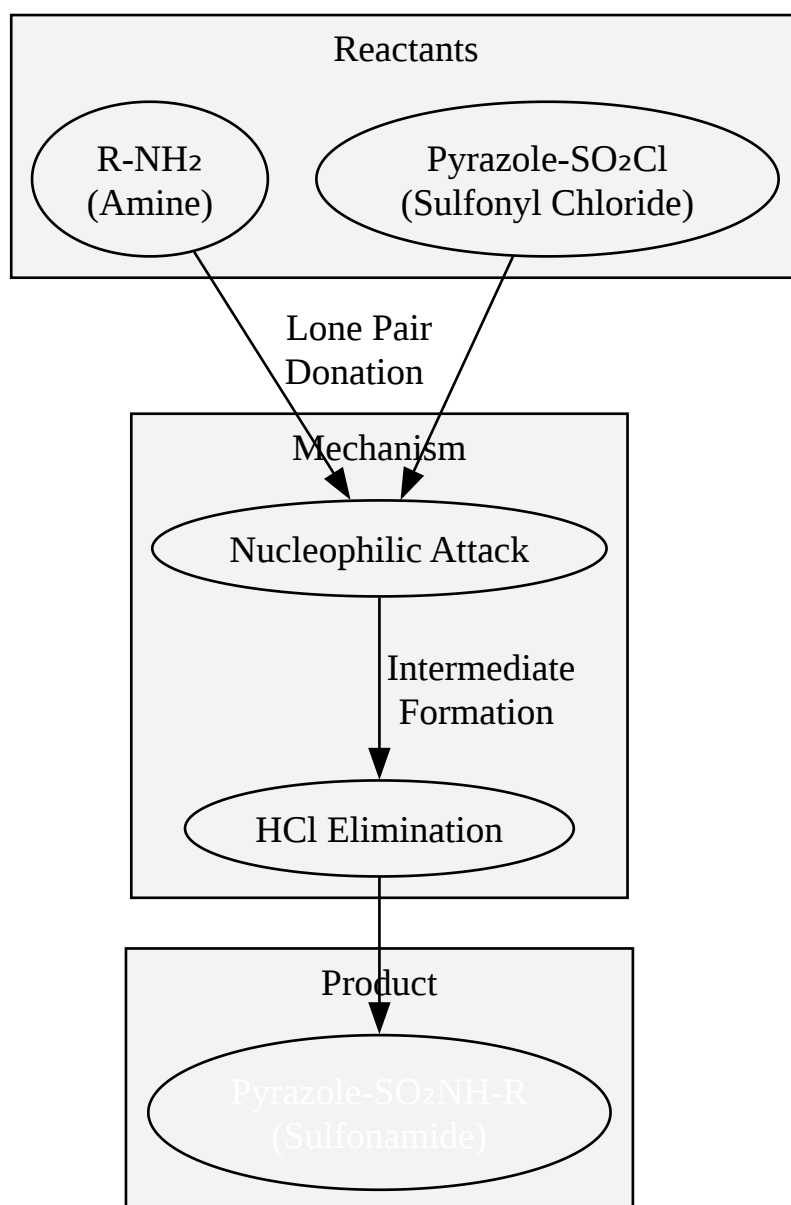 Reactants
R-NH₂
(Amine)
Pyrazole-SO₂Cl
(Sulfonyl Chloride)
Lone Pair
Donation
Mechanism
Nucleophilic Attack
Intermediate
Formation
HCl Elimination
Product
Pyrazole-SO₂NH-R
(Sulfonamide)